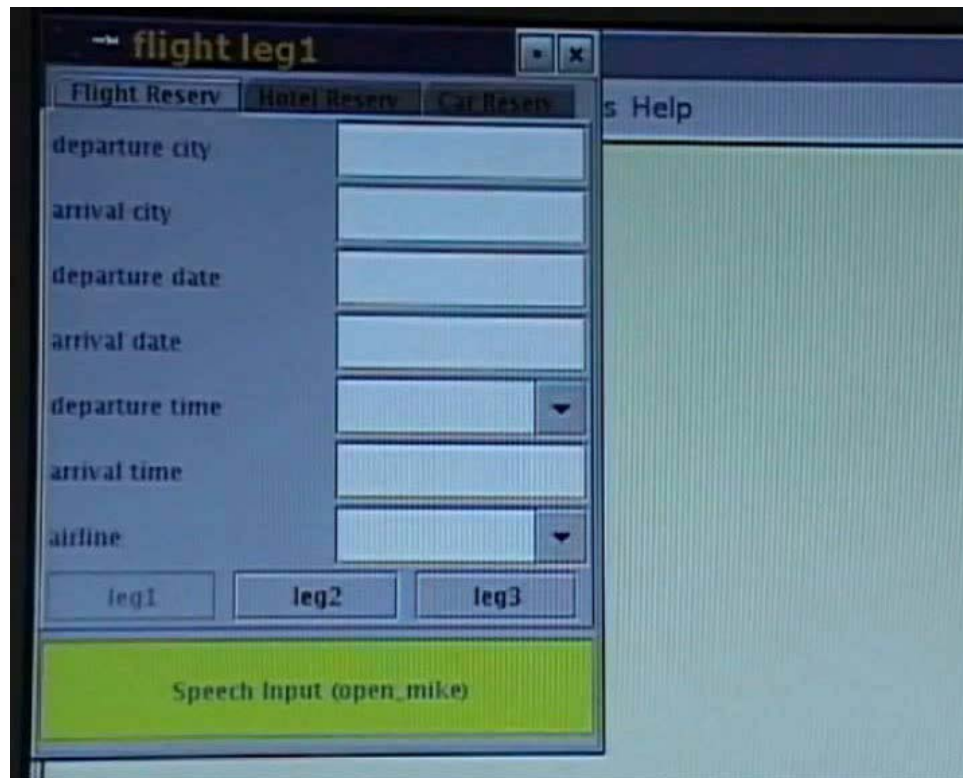 flight leg1
Flight Reserv Hotel Reserv Car Reserv
s Help
departure city
arrival city
departure date
arrival date
departure time
arrival time
airline
leg1 leg2 leg3
Speech Input (open_mike)